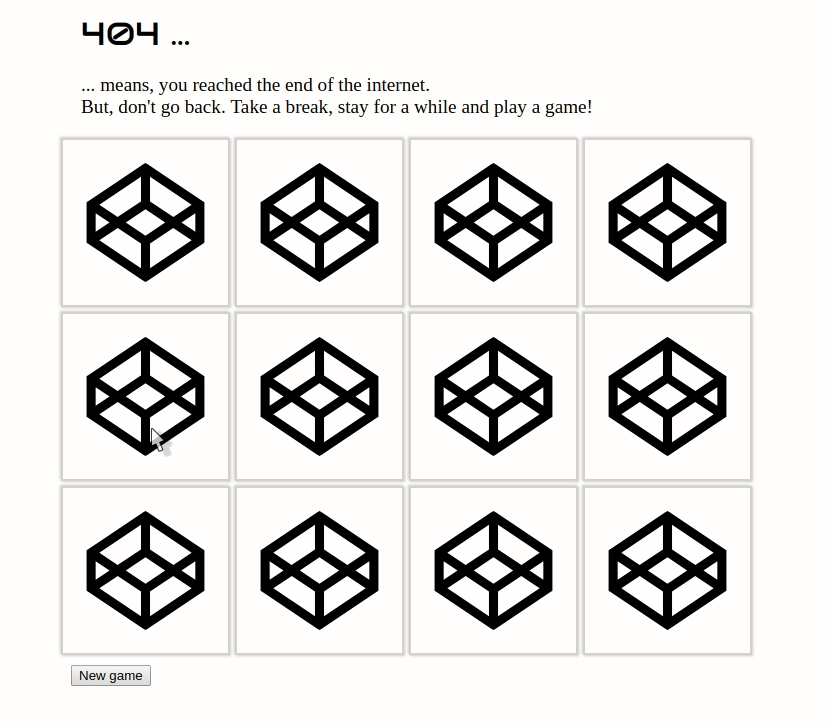 404 ...
... means, you reached the end of the internet.
But, don't go back. Take a break, stay for a while and play a game!
New game